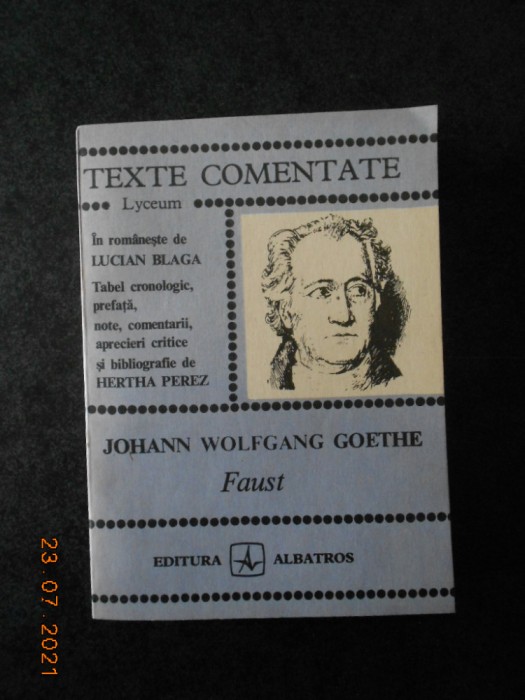 TEXTE COMENTATE
Lyceum
În românește de
LUCIAN BLAGA
Tabel cronologic,
prefață,
note, comentarii,
aprecieri critice
și bibliografie de
HERTHA PEREZ
JOHANN WOLFGANG GOETHE
Faust
EDITURA ALBATROS
23.07.2021